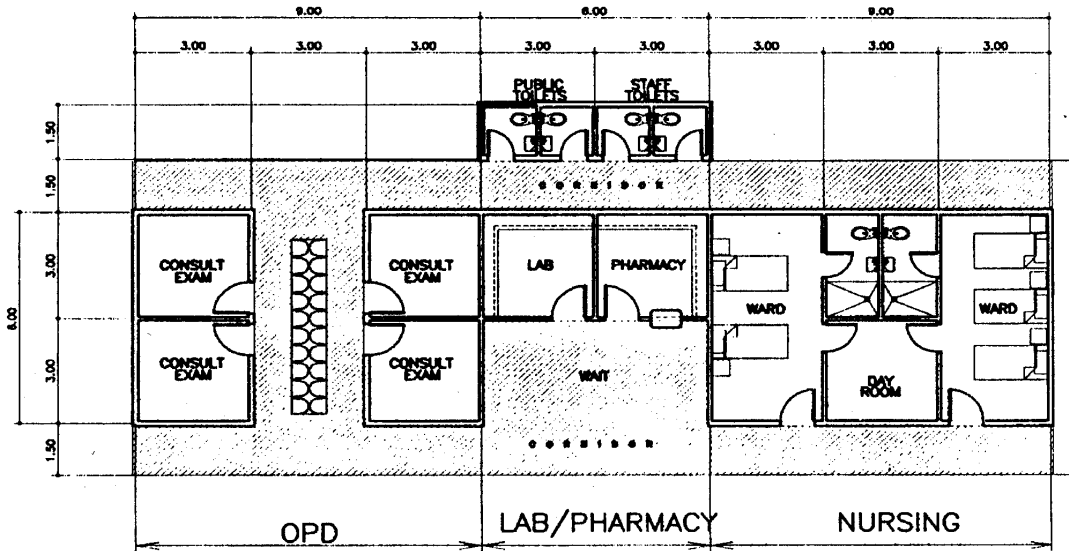 9.00 6.00 9.00
3.00 3.00 3.00 3.00 3.00 3.00 3.00 3.00
PUBLIC
TOILETS
STAFF
TOILETS
1.50
1.50
CORRIDOR
6.00
3.00
CONSULT
EXAM
CONSULT
EXAM
LAB
PHARMACY
WARD
WARD
3.00
CONSULT
EXAM
CONSULT
EXAM
WAIT
DAY
ROOM
1.50
CORRIDOR
OPD
LAB/PHARMACY
NURSING